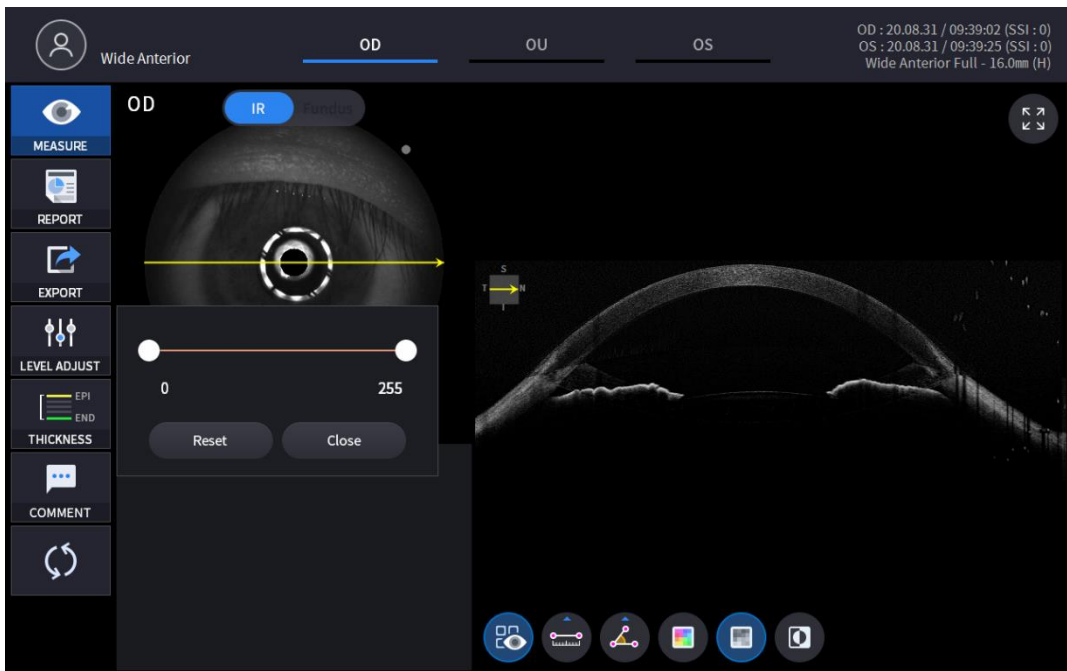 Wide Anterior
OD
OU
OS
OD : 20.08.31 / 09:39:02 (SSI : 0)
OS : 20.08.31 / 09:39:25 (SSI : 0)
Wide Anterior Full - 16.0mm (H)
MEASURE
REPORT
EXPORT
LEVEL ADJUST
EPI
END
THICKNESS
COMMENT
OD
IR
Fundus
0
255
Reset
Close
S
T N
I